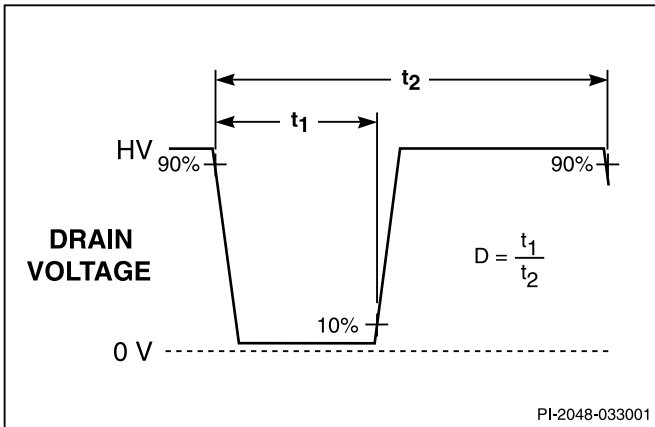 t2
t1
HV
90%
90%
DRAIN
VOLTAGE
D = t1
t2
10%
0 V
PI-2048-033001